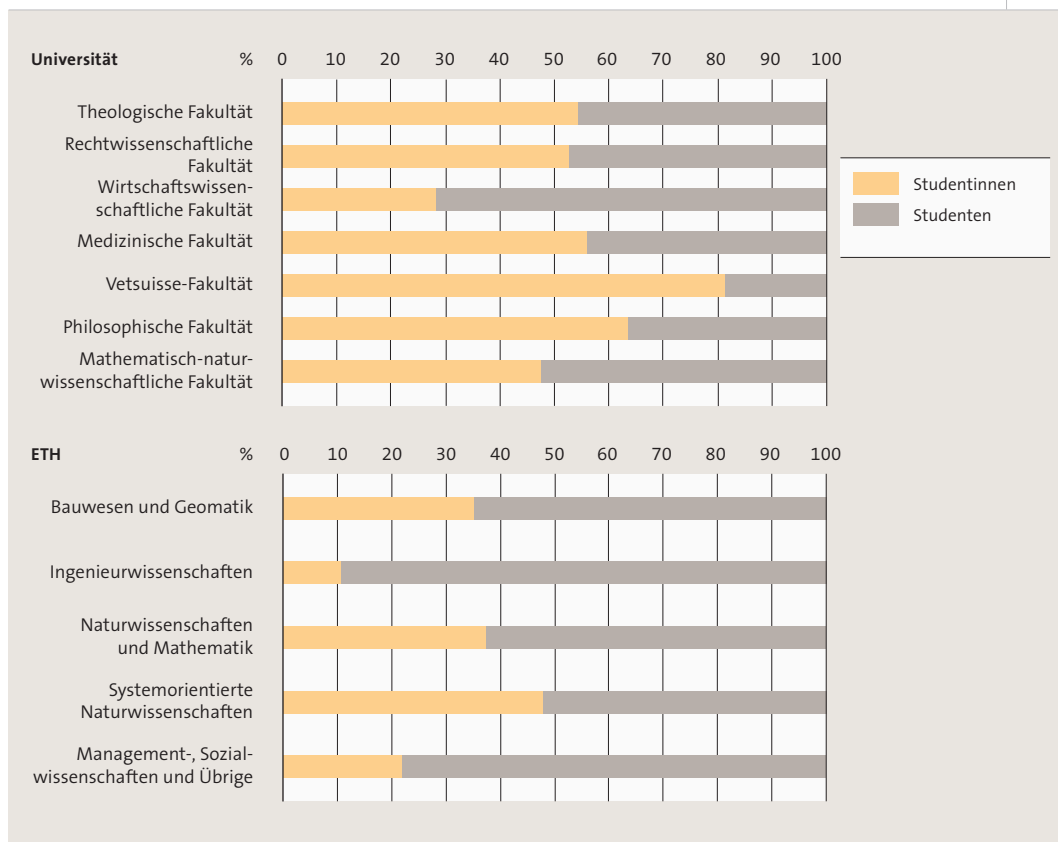 Universität % 0 10 20 30 40 50 60 70 80 90 100
Theologische Fakultät
Rechtwissenschaftliche
Fakultät
Wirtschaftswissen-
schaftliche Fakultät
Medizinische Fakultät
Vetsuisse-Fakultät
Philosophische Fakultät
Mathematisch-natur-
wissenschaftliche Fakultät
Studentinnen
Studenten
ETH % 0 10 20 30 40 50 60 70 80 90 100
Bauwesen und Geomatik
Ingenieurwissenschaften
Naturwissenschaften
und Mathematik
Systemorientierte
Naturwissenschaften
Management-, Sozial-
wissenschaften und Übrige